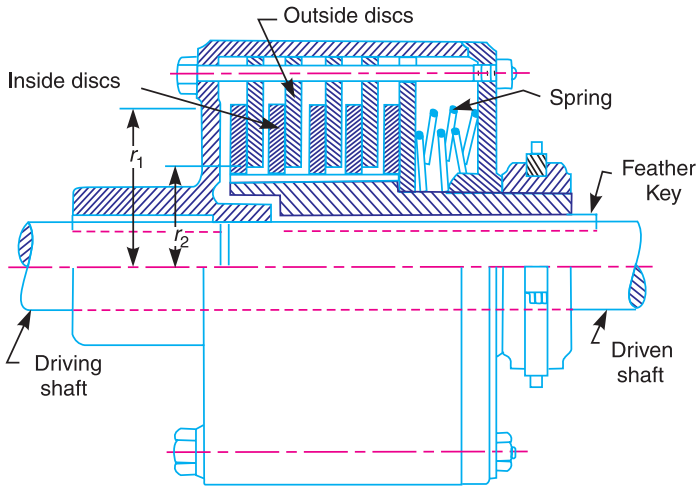 Outside discs
Inside discs
Spring
r1
Feather
Key
r2
Driving
shaft
Driven
shaft